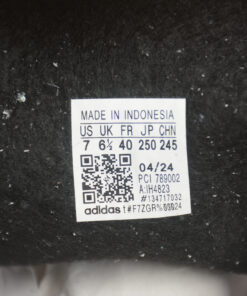 MADE IN INDONESIA
US UK FR JP CHN
7 6½ 40 250 245
04/24
PCI 789002
A:IH4823
#134717032
adidas